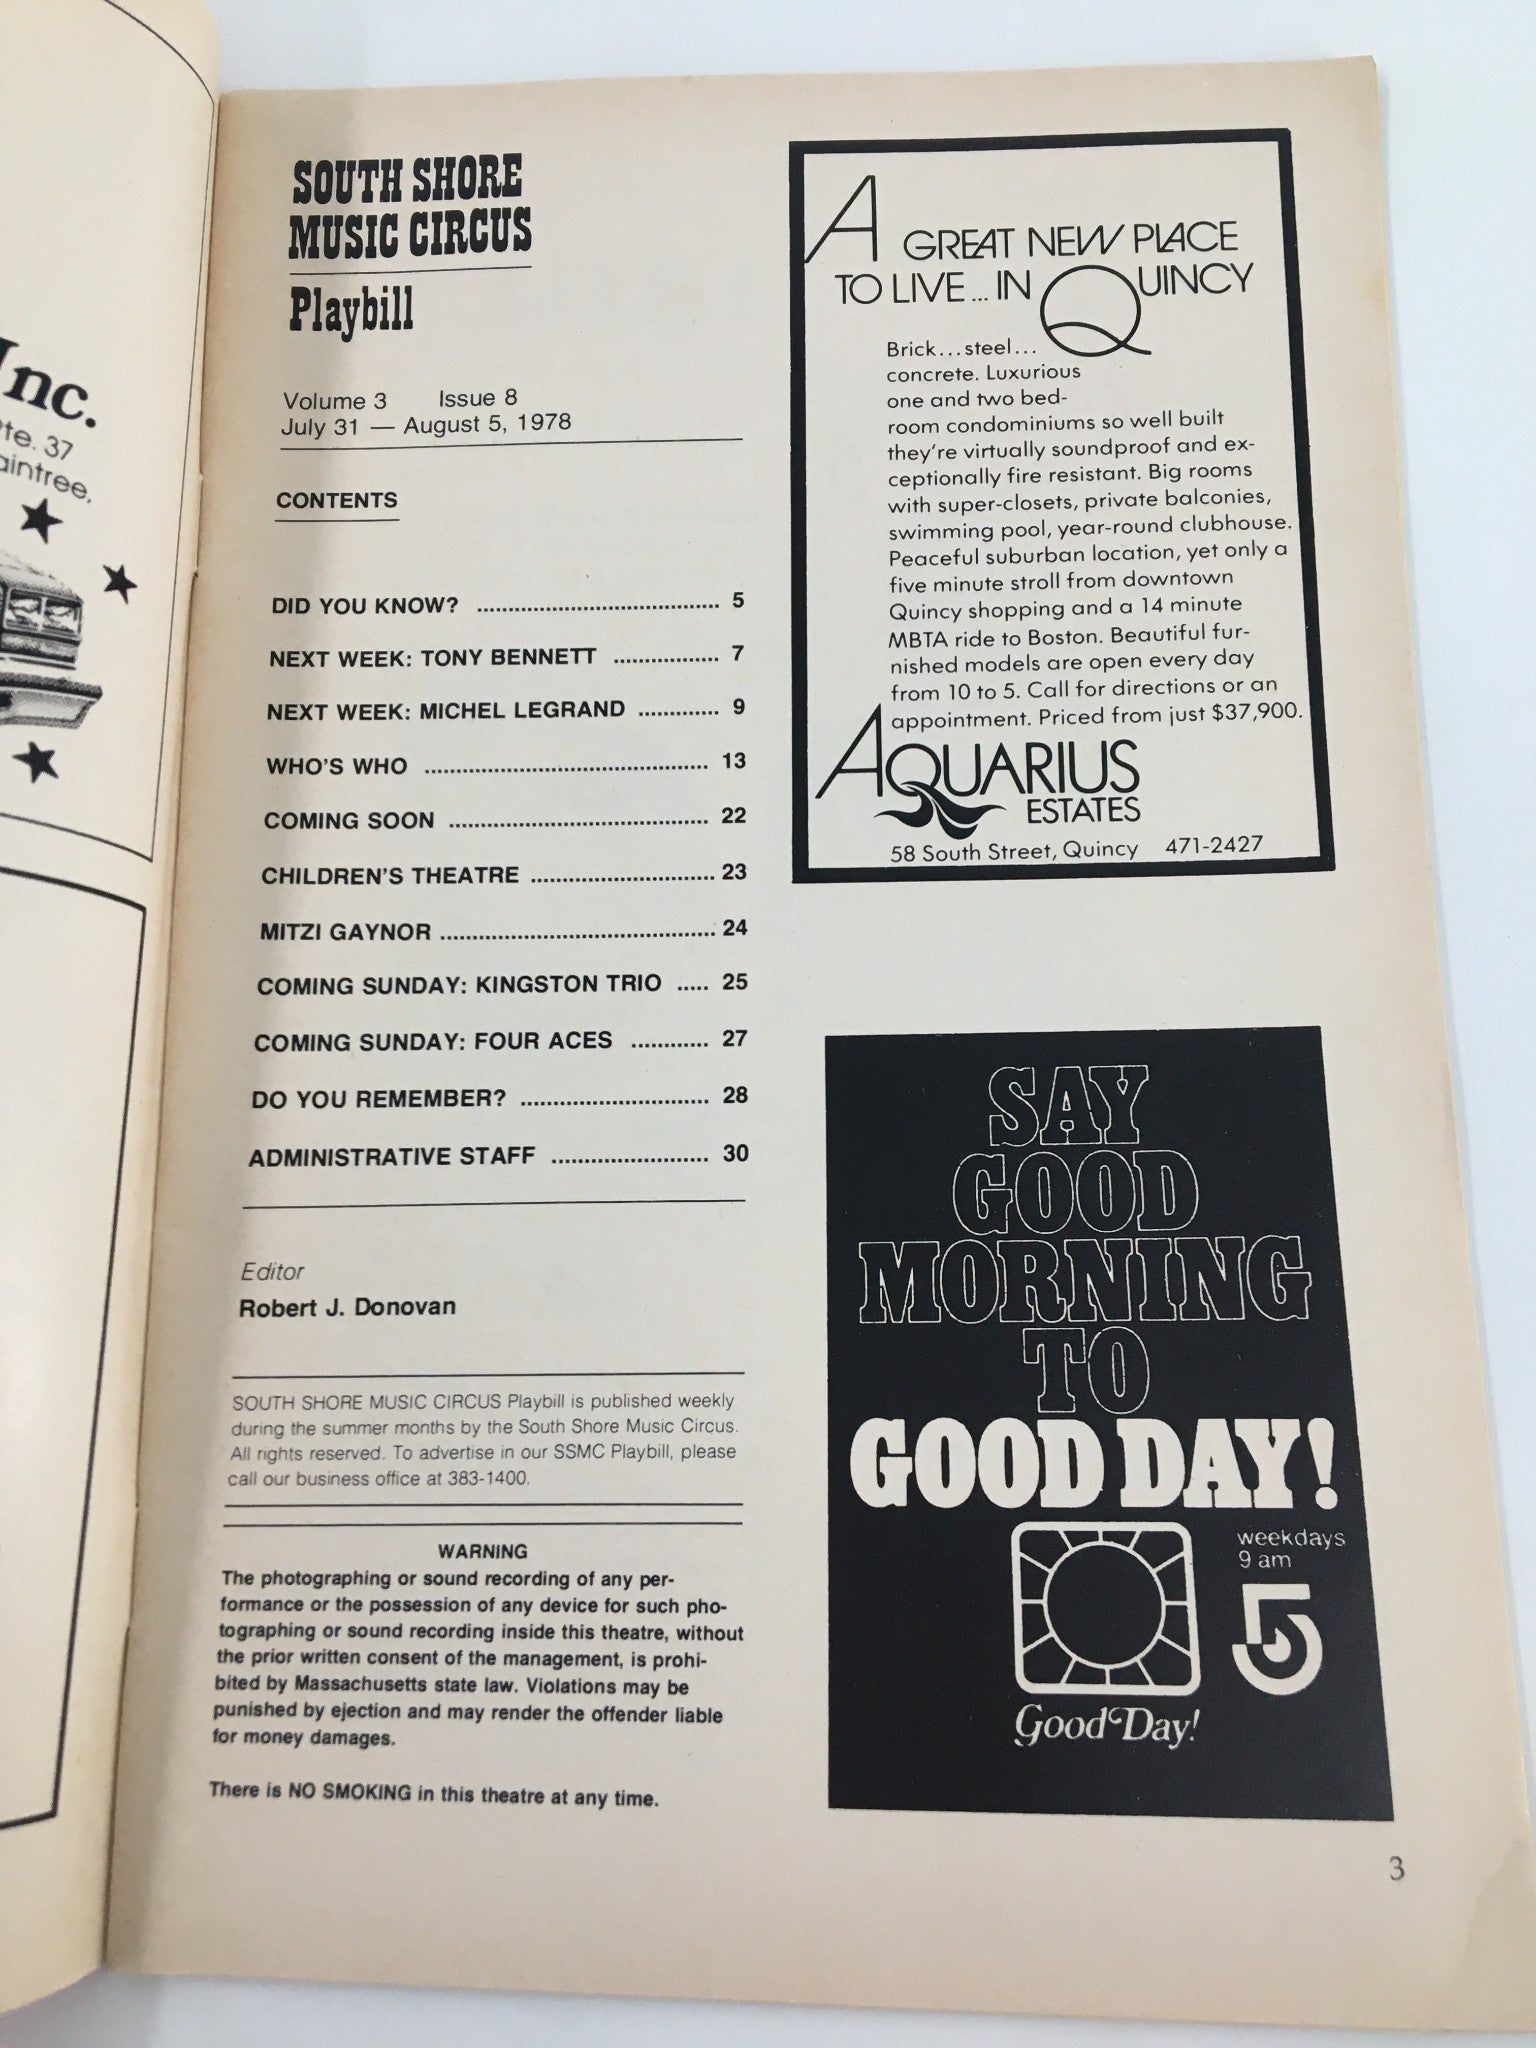 Inc.
Rte. 37
SOUTH SHORE
MUSIC CIRCUS
Playbill
Volume 3 Issue 8
July 31 — August 5, 1978
CONTENTS
DID YOU KNOW? ..................................... 5
NEXT WEEK: TONY BENNETT .................. 7
NEXT WEEK: MICHEL LEGRAND ............. 9
WHO'S WHO ............................................ 13
COMING SOON ........................................ 22
CHILDREN'S THEATRE ............................ 23
MITZI GAYNOR .......................................... 24
COMING SUNDAY: KINGSTON TRIO ..... 25
COMING SUNDAY: FOUR ACES ............ 27
DO YOU REMEMBER? ............................. 28
ADMINISTRATIVE STAFF ........................ 30
Editor
Robert J. Donovan
SOUTH SHORE MUSIC CIRCUS Playbill is published weekly
during the summer months by the South Shore Music Circus.
All rights reserved. To advertise in our SSMC Playbill, please
call our business office at 383-1400.
WARNING
The photographing or sound recording of any per-
formance or the possession of any device for such pho-
tographing or sound recording inside this theatre, without
the prior written consent of the management, is prohi-
bited by Massachusetts state law. Violations may be
punished by ejection and may render the offender liable
for money damages.
There is NO SMOKING in this theatre at any time.
A GREAT NEW PLACE
TO LIVE... IN QUINCY
Brick...steel...
concrete. Luxurious
one and two bed-
room condominiums so well built
they're virtually soundproof and ex-
ceptionally fire resistant. Big rooms
with super-closets, private balconies,
swimming pool, year-round clubhouse.
Peaceful suburban location, yet only a
five minute stroll from downtown
Quincy shopping and a 14 minute
MBTA ride to Boston. Beautiful fur-
nished models are open every day
from 10 to 5. Call for directions or an
appointment. Priced from just $37,900.
AQUARIUS
ESTATES
58 South Street, Quincy 471-2427
SAY
GOOD
MORNING
TO
GOOD DAY!
weekdays
9 am
5
Good Day!
3